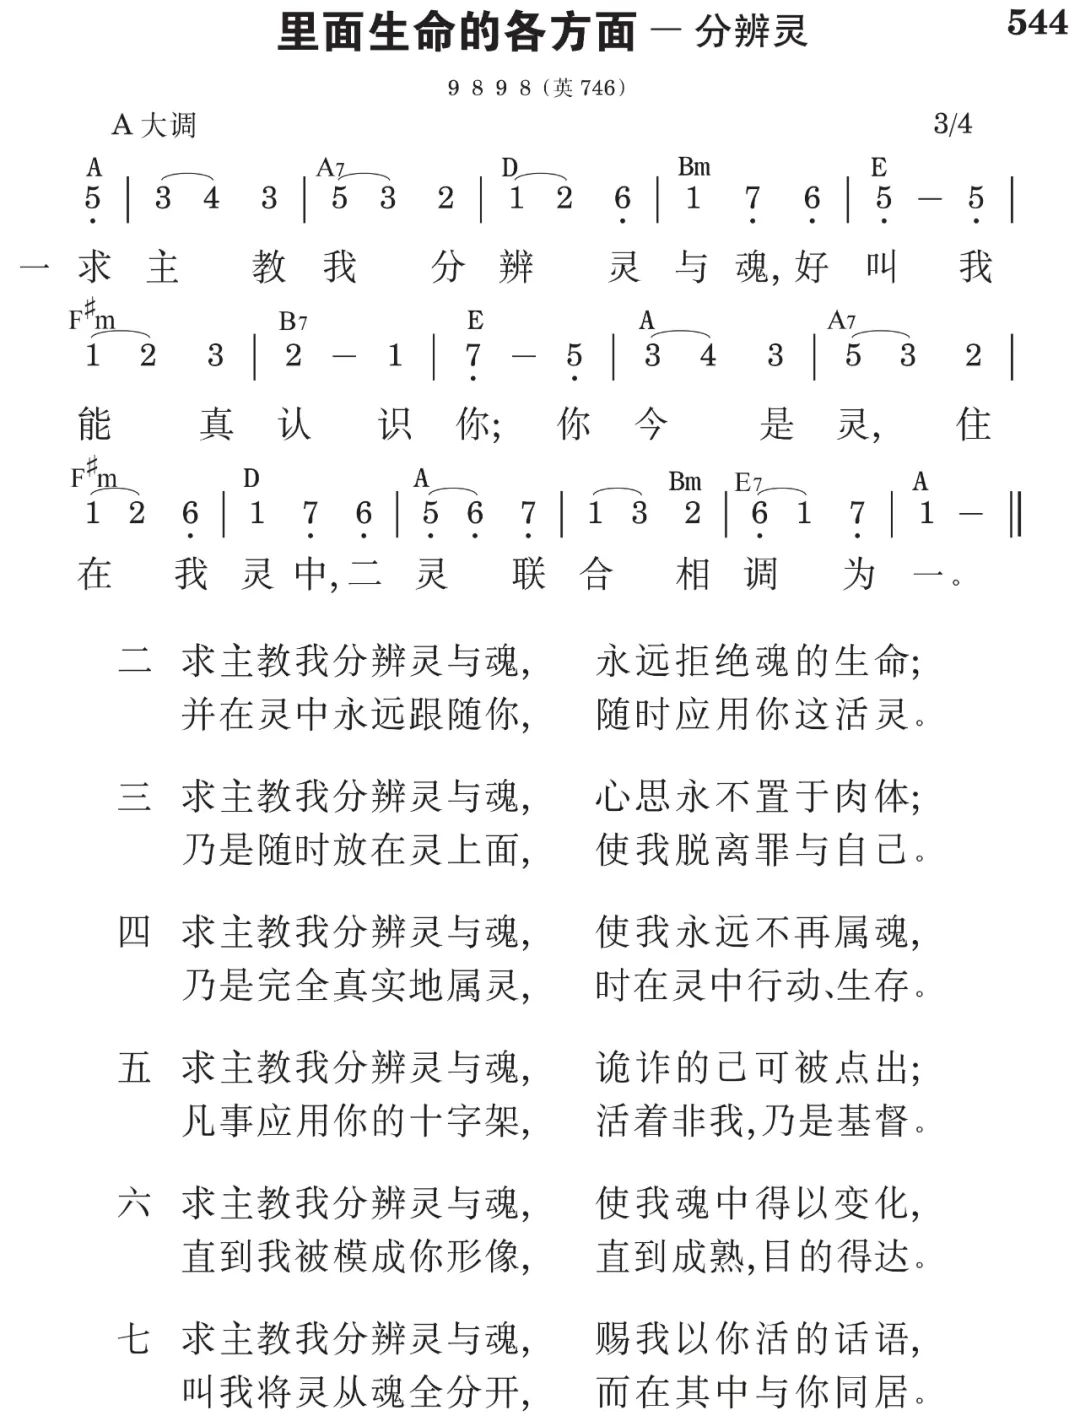 里面生命的各方面－分辨灵 544
9 8 9 8（英746）
A大调 3/4
A A7 D Bm E
5̣ | 3 4 3 | 5 3 2 | 1 2 6̣ | 1 7̣ 6̣ | 5̣ － 5̣ |
一 求主教我分辨灵与魂,好叫我
F♯m B7 E A A7
1 2 3 | 2 － 1 | 7̣ － 5̣ | 3 4 3 | 5 3 2 |
能真认识你;你今是灵,住
F♯m D A Bm E7 A
1 2 6̣ | 1 7̣ 6̣ | 5̣ 6̣ 7̣ | 1 3 2 | 6̣ 1 7̣ | 1 － ‖
在我灵中,二灵联合相调为一。
二 求主教我分辨灵与魂, 永远拒绝魂的生命;
并在灵中永远跟随你, 随时应用你这活灵。
三 求主教我分辨灵与魂, 心思永不置于肉体;
乃是随时放在灵上面, 使我脱离罪与自己。
四 求主教我分辨灵与魂, 使我永远不再属魂,
乃是完全真实地属灵, 时在灵中行动、生存。
五 求主教我分辨灵与魂, 诡诈的己可被点出;
凡事应用你的十字架, 活着非我,乃是基督。
六 求主教我分辨灵与魂, 使我魂中得以变化,
直到我被模成你形像, 直到成熟,目的得达。
七 求主教我分辨灵与魂, 赐我以你活的话语,
叫我将灵从魂全分开, 而在其中与你同居。